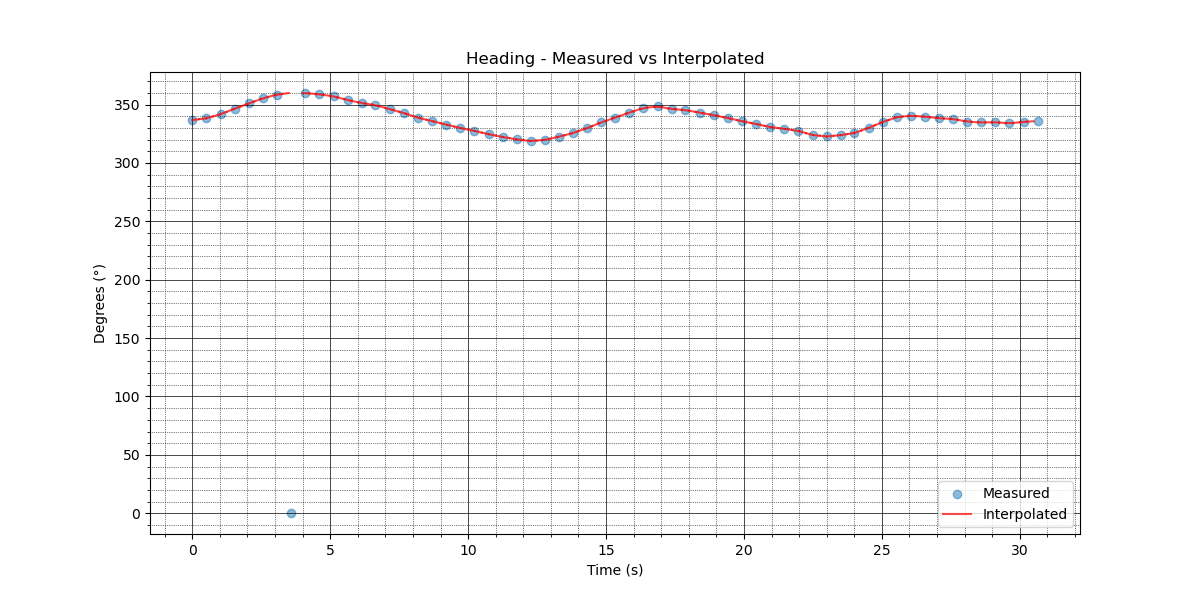 Heading - Measured vs Interpolated
Degrees (°)
350
300
250
200
150
100
50
0
Measured
Interpolated
0 5 10 15 20 25 30
Time (s)